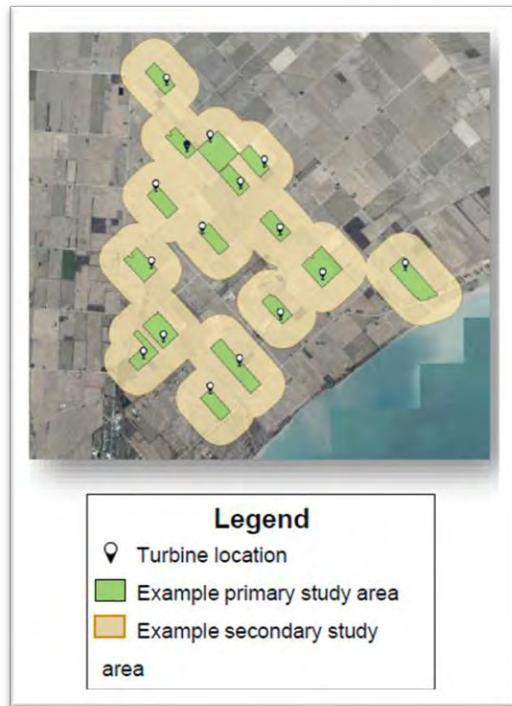 Legend
Turbine location
Example primary study area
Example secondary study
area